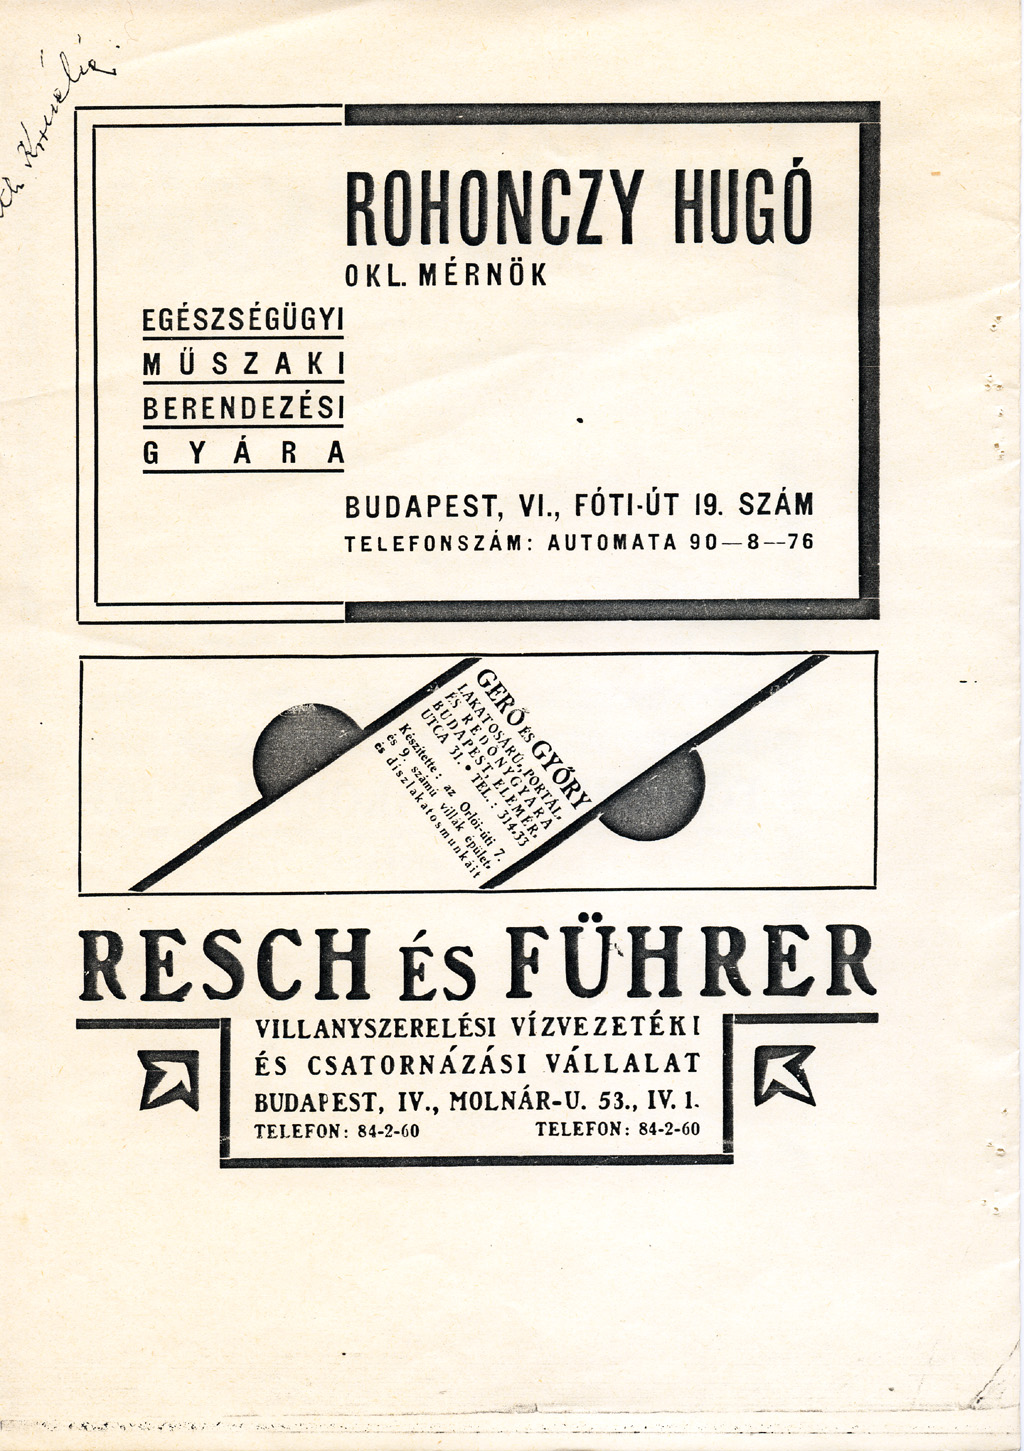 ROHONCZY HUGÓ
OKL. MÉRNÖK
EGÉSZSÉGÜGYI
MŰSZAKI
BERENDEZÉSI
GYÁRA
BUDAPEST, VI., FÓTI-ÚT 19. SZÁM
TELEFONSZÁM: AUTOMATA 90—8—76
GERŐ ÉS GYŐRY
LAKATOSÁRÚ, PORTÁL,
ÉS REDŐNYGYÁRA
BUDAPEST, ELEMÉR,
UTCA 31. • TEL.: 314.33
Készítette: az Orlói-úti 7.
és 9. számú villák épület,
és díszlakatosmunkáit
RESCH ÉS FÜHRER
VILLANYSZERELÉSI VÍZVEZETÉKI
ÉS CSATORNÁZÁSI VÁLLALAT
BUDAPEST, IV., MOLNÁR-U. 53., IV. 1.
TELEFON: 84-2-60 TELEFON: 84-2-60